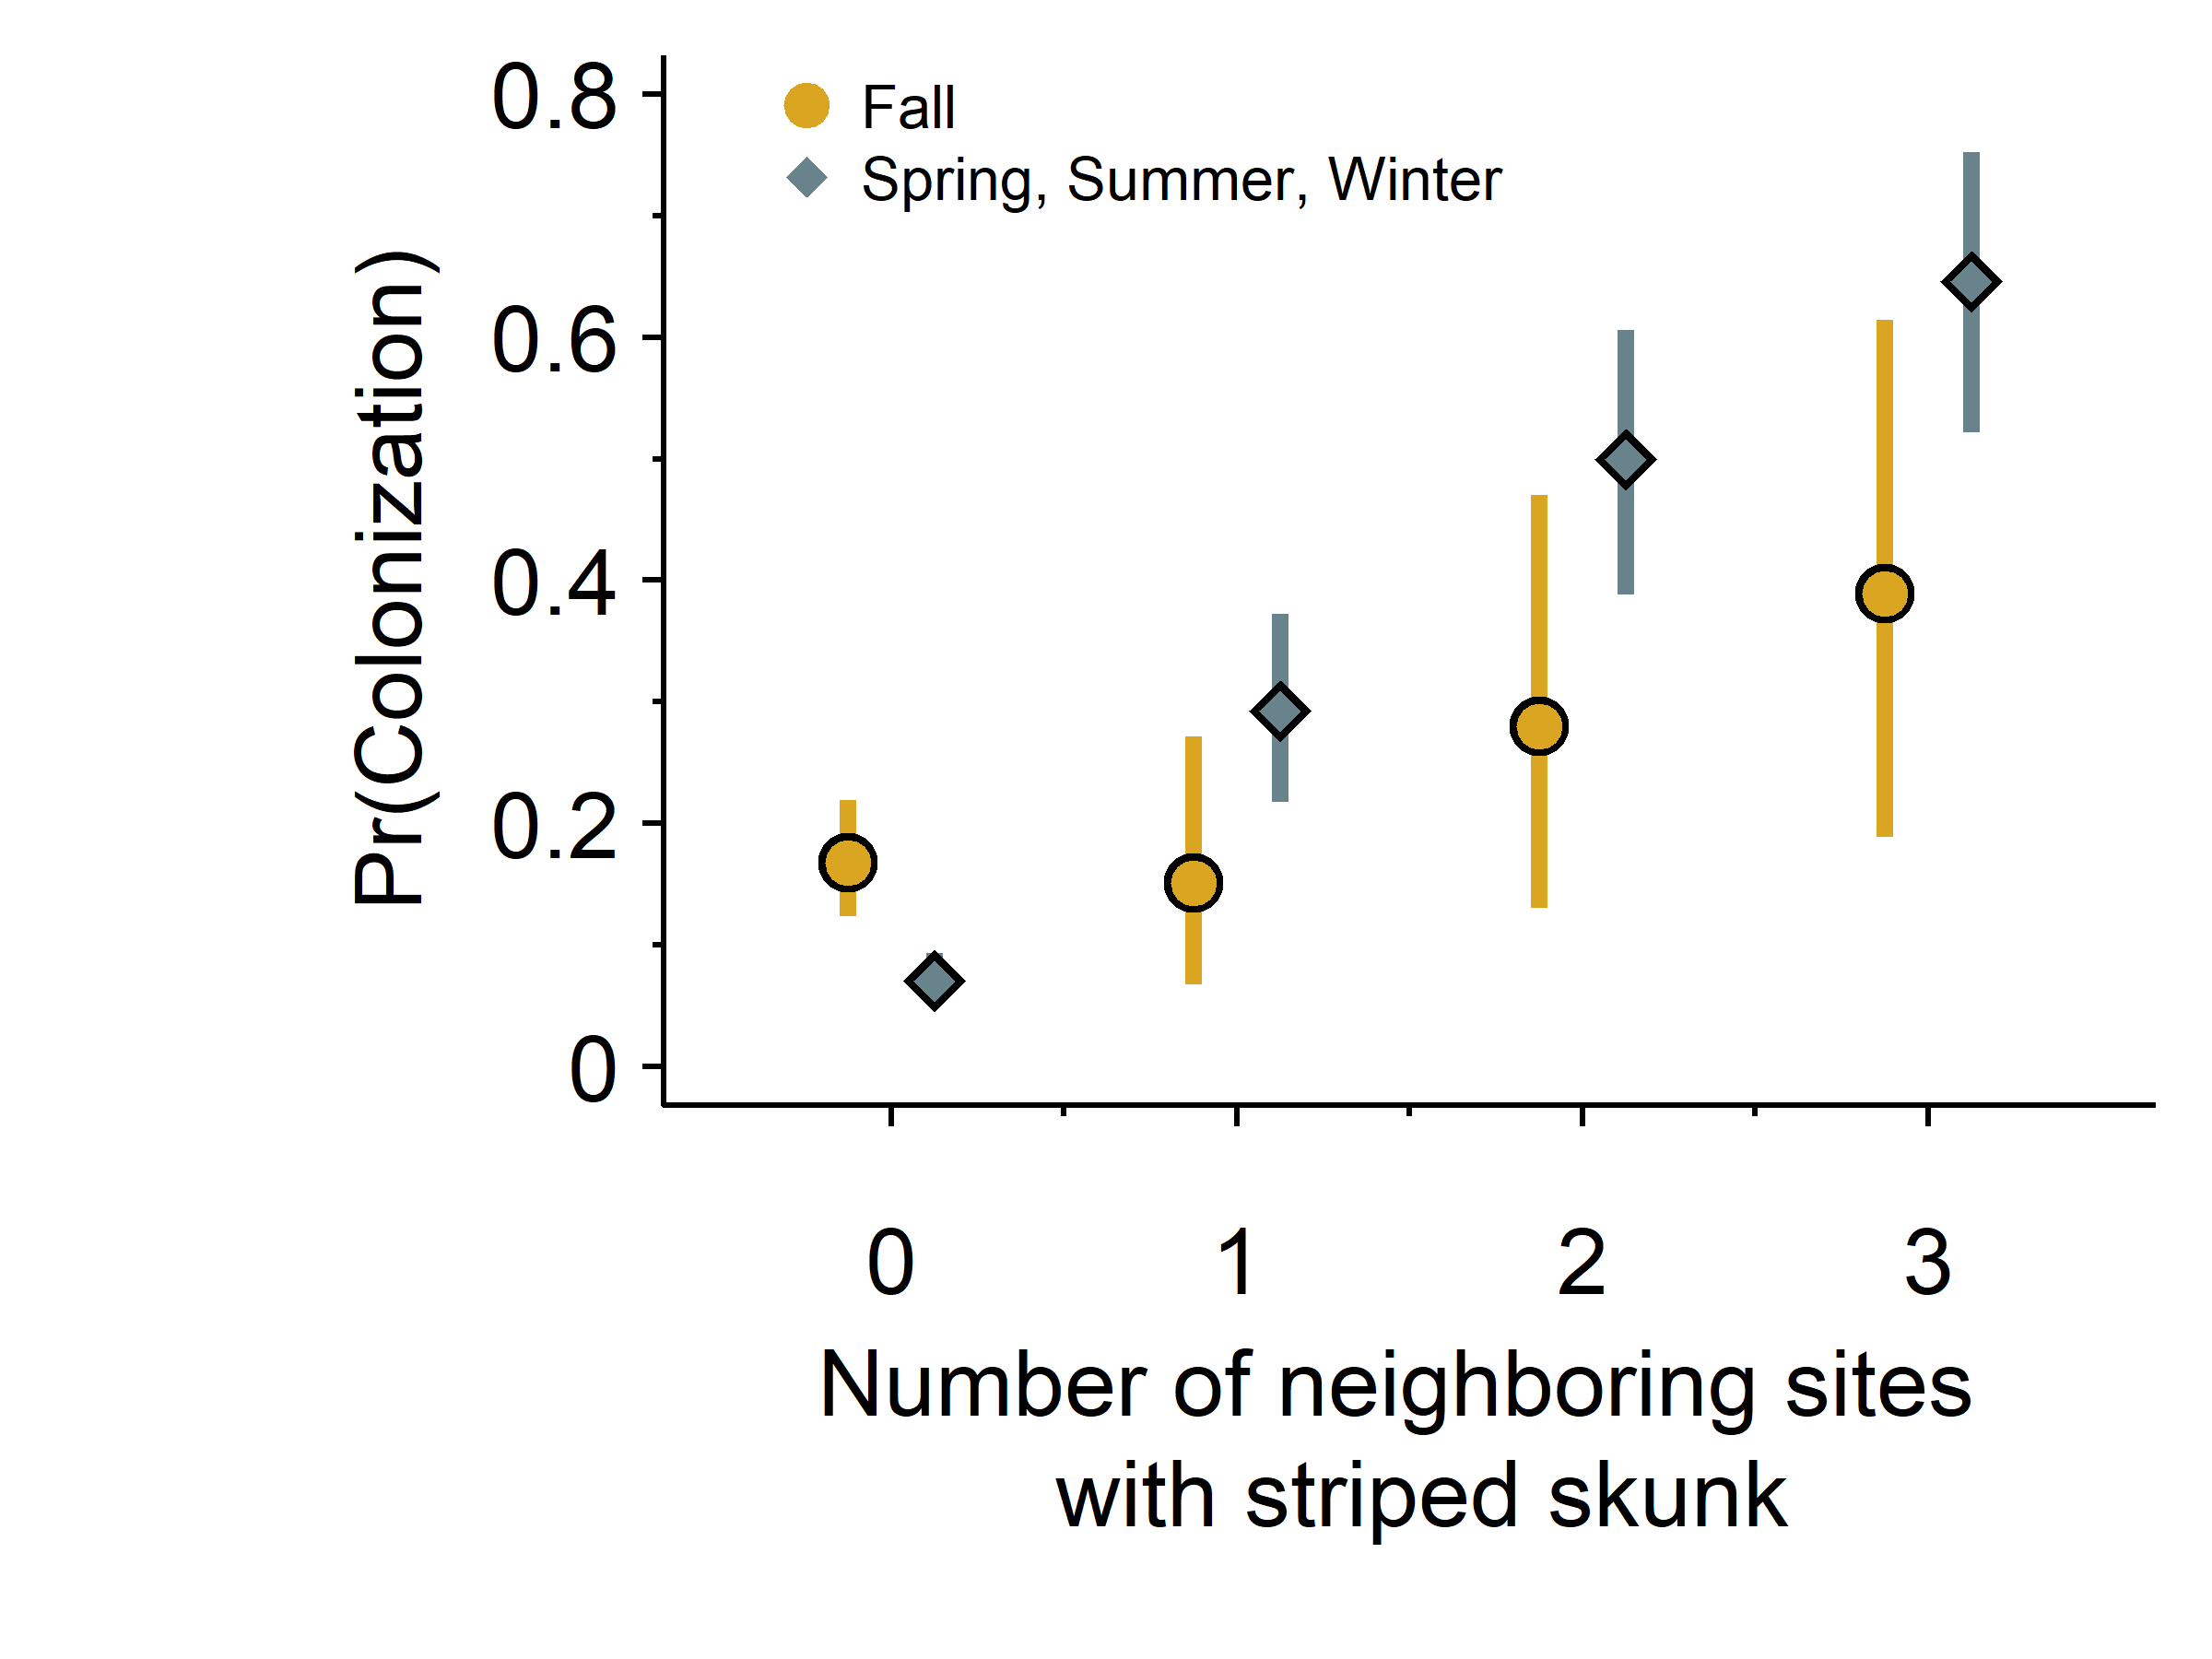 Fall
Spring, Summer, Winter
0.8
0.6
0.4
0.2
0
Pr(Colonization)
0 1 2 3
Number of neighboring sites
with striped skunk